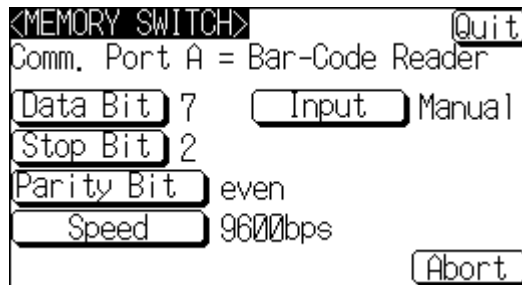 <MEMORY SWITCH> Quit
Comm. Port A = Bar-Code Reader
Data Bit 7 Input Manual
Stop Bit 2
Parity Bit even
Speed 9600bps
Abort